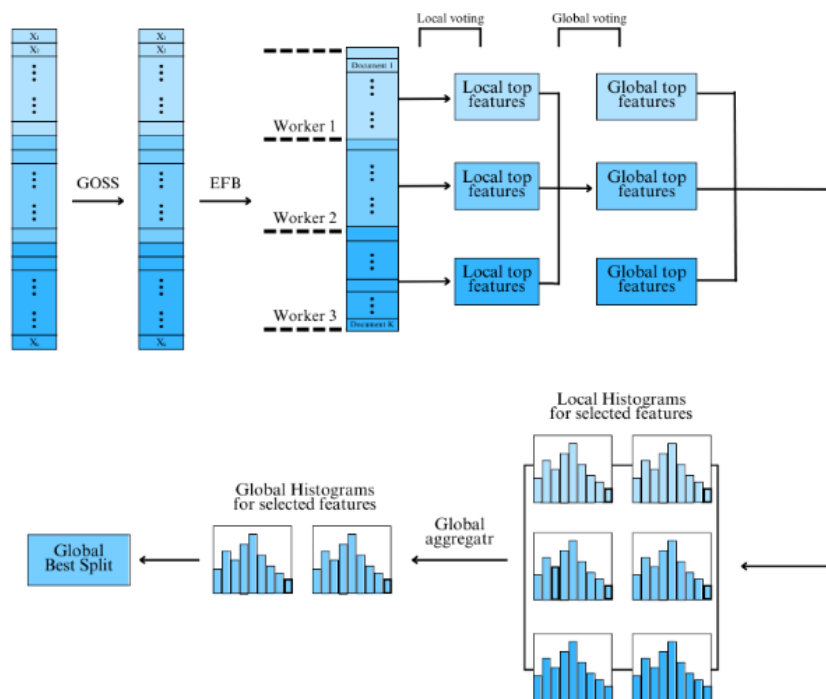 Local voting
Global voting
X₁
X₂
X₁
X₂
Document 1
Local top
features
Global top
features
Worker 1
GOSS
EFB
Local top
features
Global top
features
Worker 2
Local top
features
Global top
features
Worker 3
Document K
Local Histograms
for selected features
Global Histograms
for selected features
Global
aggregatr
Global
Best Split